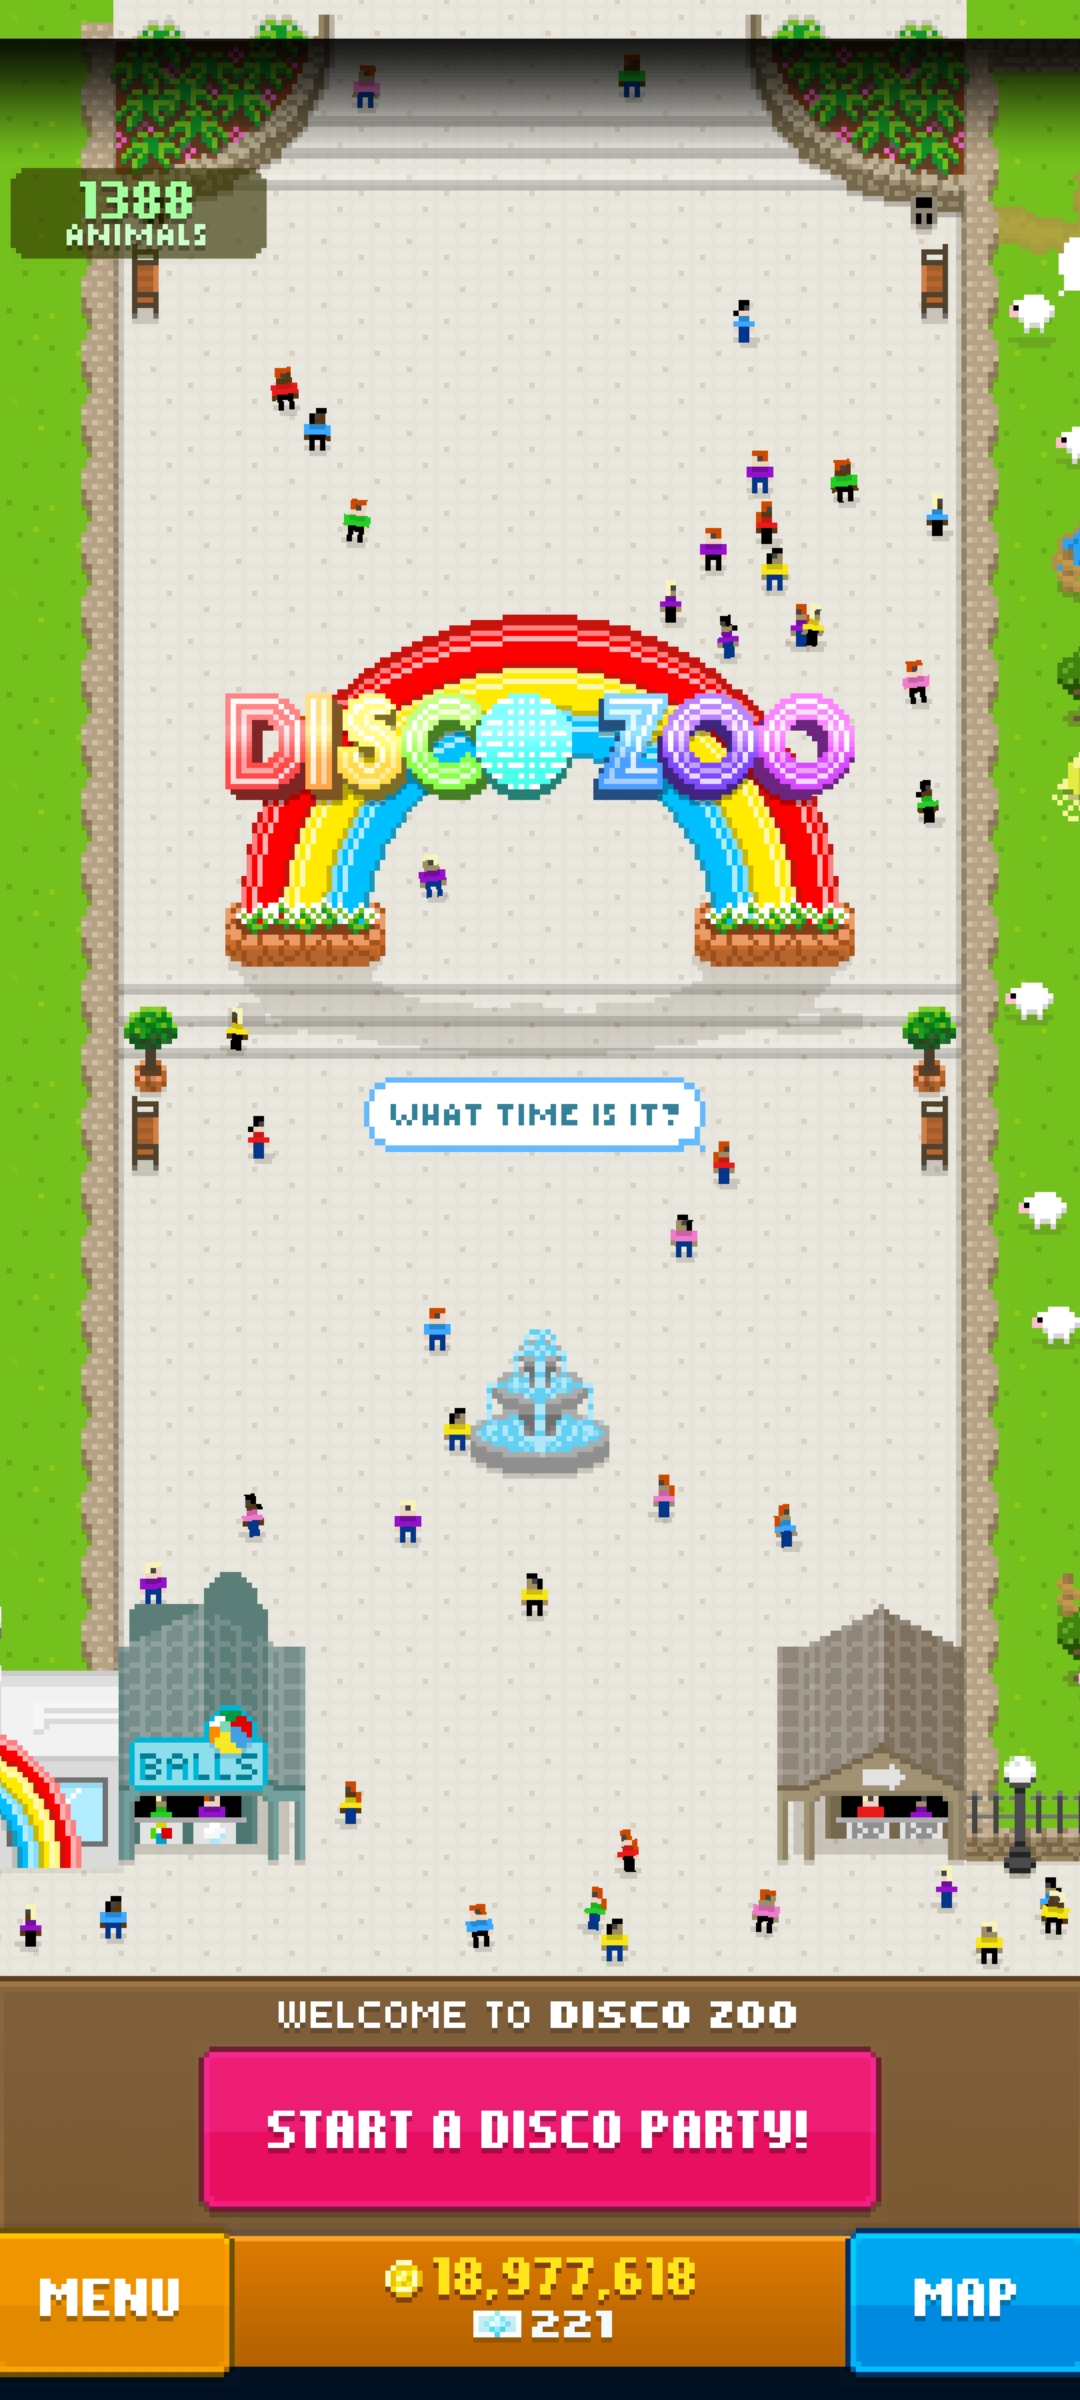 1388
ANIMALS
DISCO ZOO
WHAT TIME IS IT?
BALLS
WELCOME TO DISCO ZOO
START A DISCO PARTY!
MENU
18,977,618
221
MAP